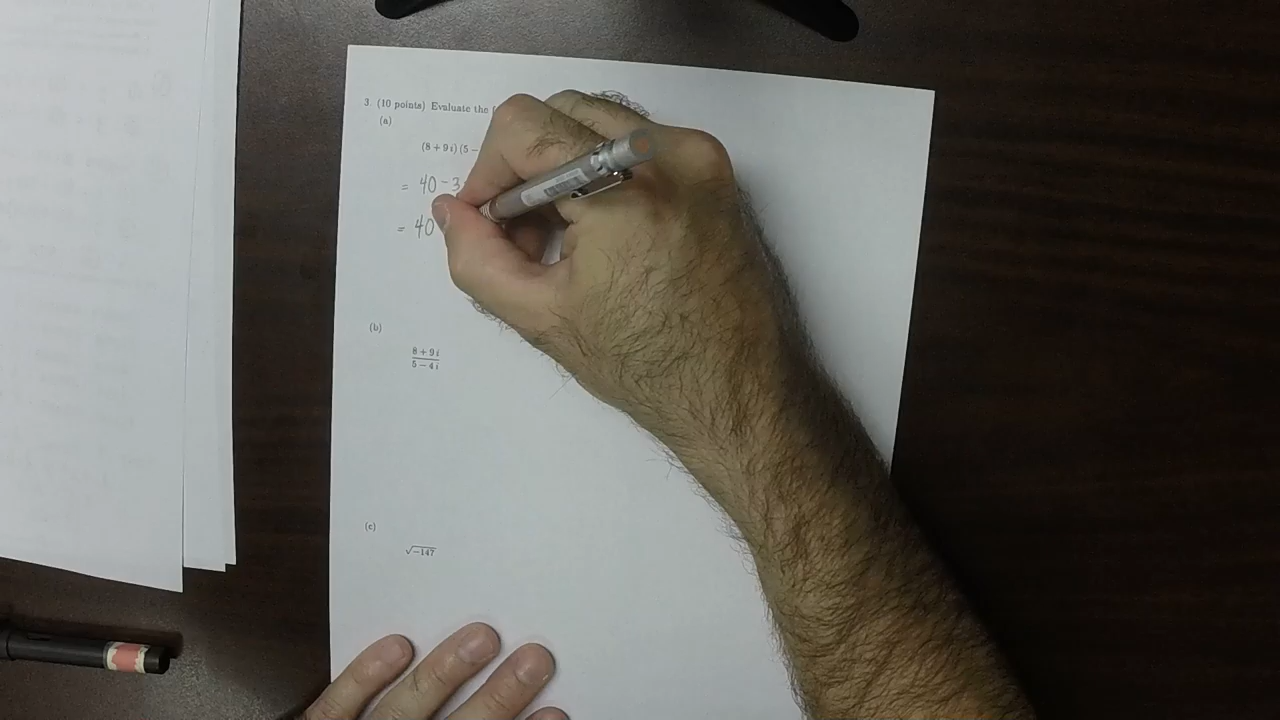 3. (10 points) Evaluate the
(a)
(8 + 9i)(5 −
= 40 − 3
= 40
(b)
8 + 9i
5 − 4i
(c)
√−147